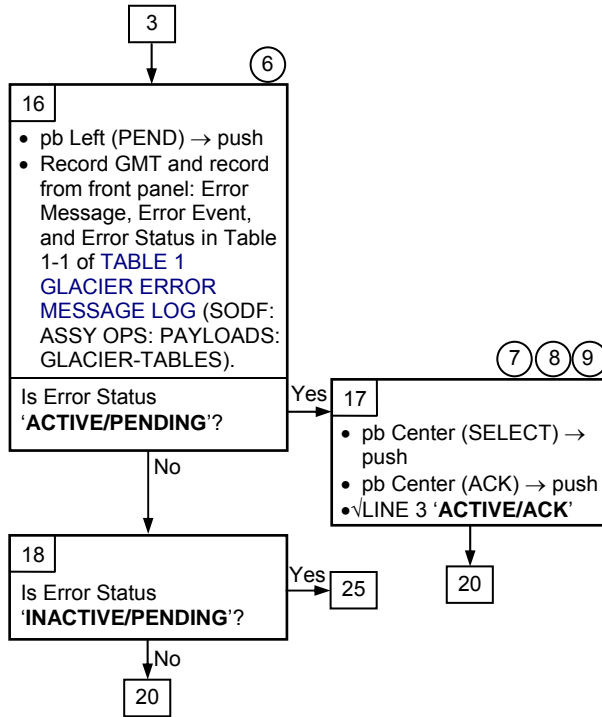 3
6
16
• pb Left (PEND) → push
• Record GMT and record
from front panel: Error
Message, Error Event,
and Error Status in Table
1-1 of TABLE 1
GLACIER ERROR
MESSAGE LOG (SODF:
ASSY OPS: PAYLOADS:
GLACIER-TABLES).
Is Error Status
‘ACTIVE/PENDING’?
Yes
No
7 8 9
17
• pb Center (SELECT) →
push
• pb Center (ACK) → push
•√LINE 3 ‘ACTIVE/ACK’
20
18
Is Error Status
‘INACTIVE/PENDING’?
Yes
25
No
20